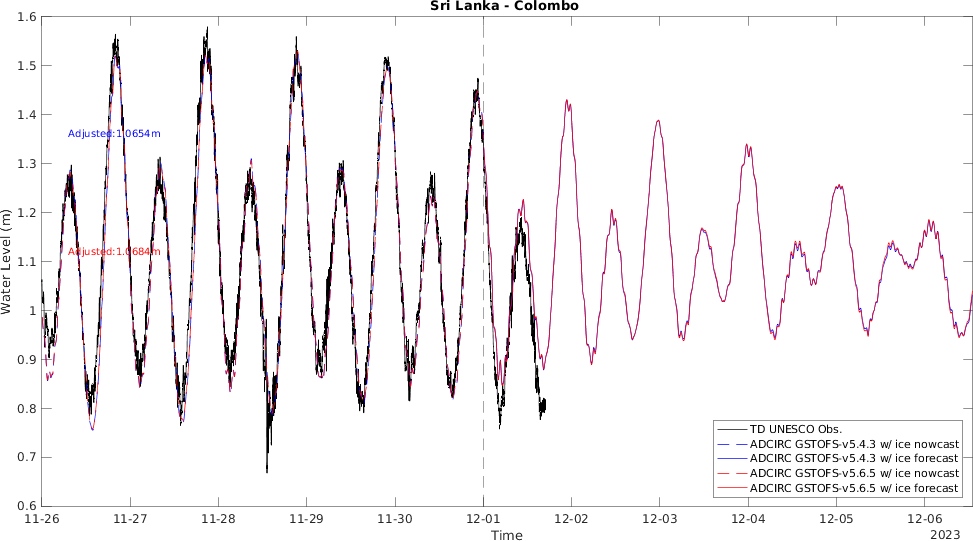 Sri Lanka - Colombo
1.6
1.5
1.4
1.3
1.2
1.1
1
0.9
0.8
0.7
0.6
Water Level (m)
Adjusted:1.0654m
Adjusted:1.0684m
TD UNESCO Obs.
ADCIRC GSTOFS-v5.4.3 w/ ice nowcast
ADCIRC GSTOFS-v5.4.3 w/ ice forecast
ADCIRC GSTOFS-v5.6.5 w/ ice nowcast
ADCIRC GSTOFS-v5.6.5 w/ ice forecast
11-26 11-27 11-28 11-29 11-30 12-01 12-02 12-03 12-04 12-05 12-06
Time
2023